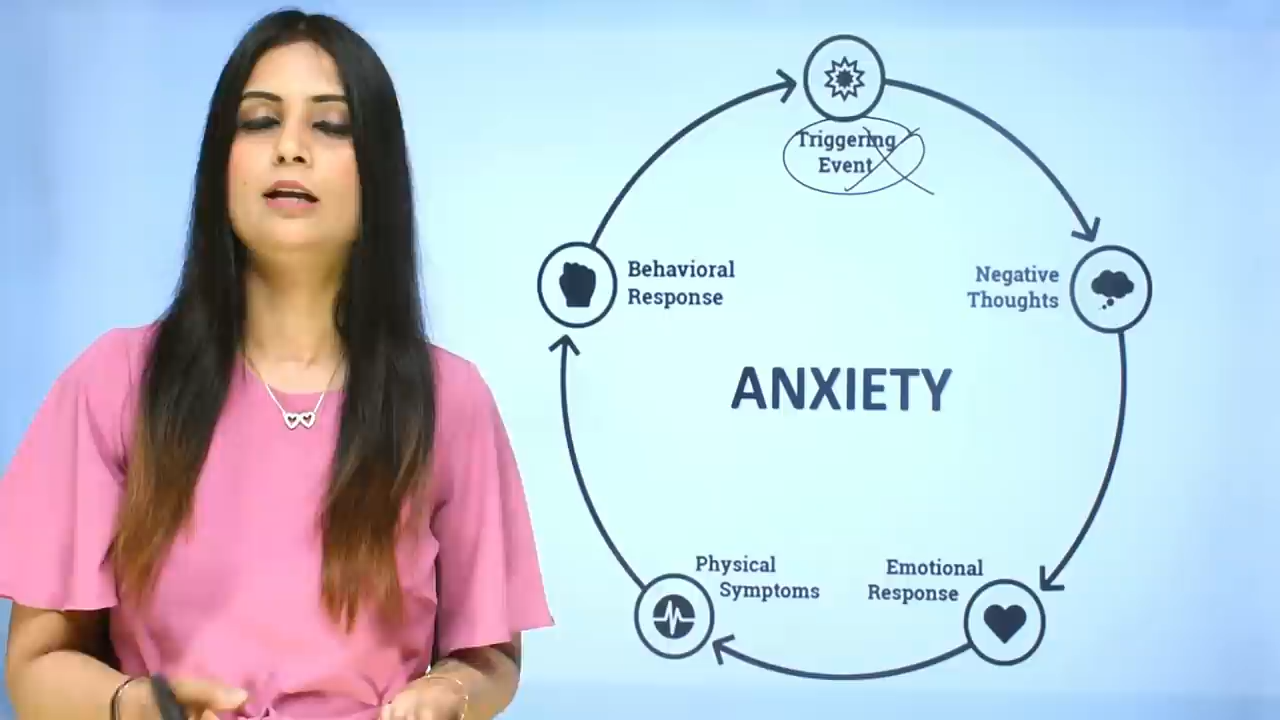 Triggering
Event
Behavioral
Response
Negative
Thoughts
ANXIETY
Physical
Symptoms
Emotional
Response